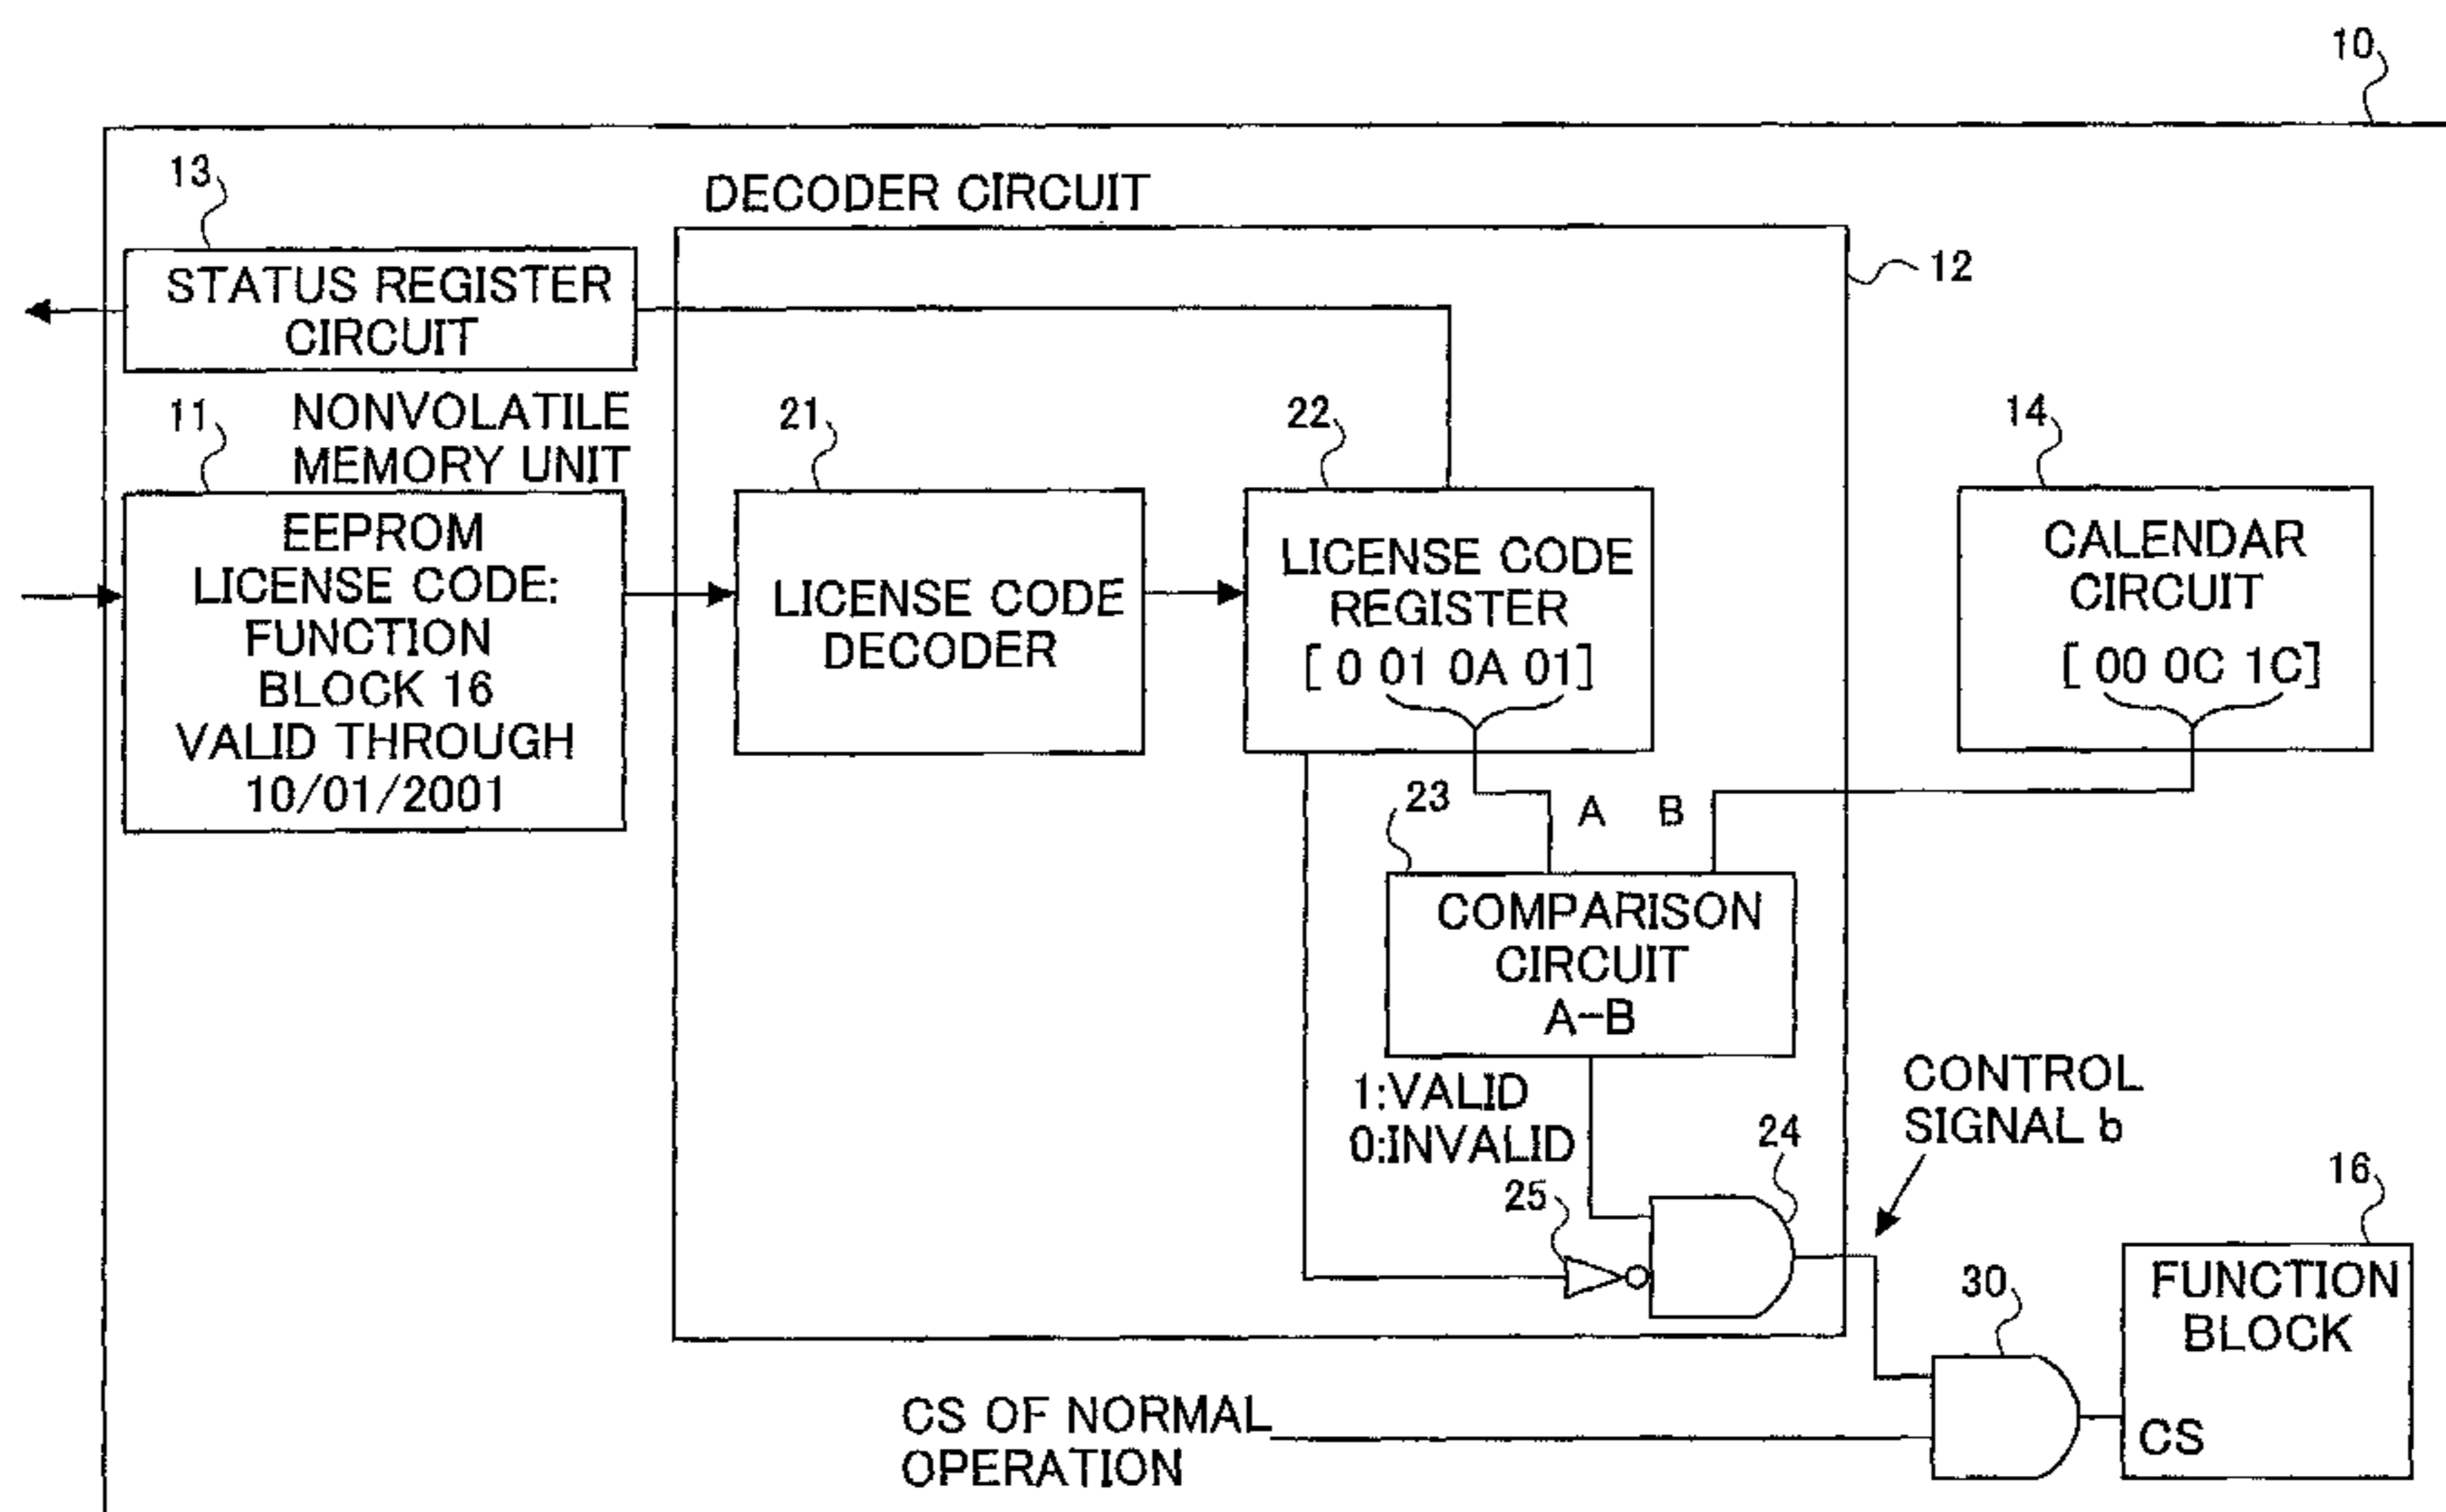 10
13
DECODER CIRCUIT
12
STATUS REGISTER
CIRCUIT
11
NONVOLATILE
MEMORY UNIT
21
22
14
EEPROM
LICENSE CODE:
FUNCTION
BLOCK 16
VALID THROUGH
10/01/2001
LICENSE CODE
DECODER
LICENSE CODE
REGISTER
[ 0 01 0A 01]
CALENDAR
CIRCUIT
[ 00 0C 1C]
23
A
B
COMPARISON
CIRCUIT
A-B
1:VALID
0:INVALID
25
24
CONTROL
SIGNAL b
16
30
FUNCTION
BLOCK
CS
CS OF NORMAL
OPERATION